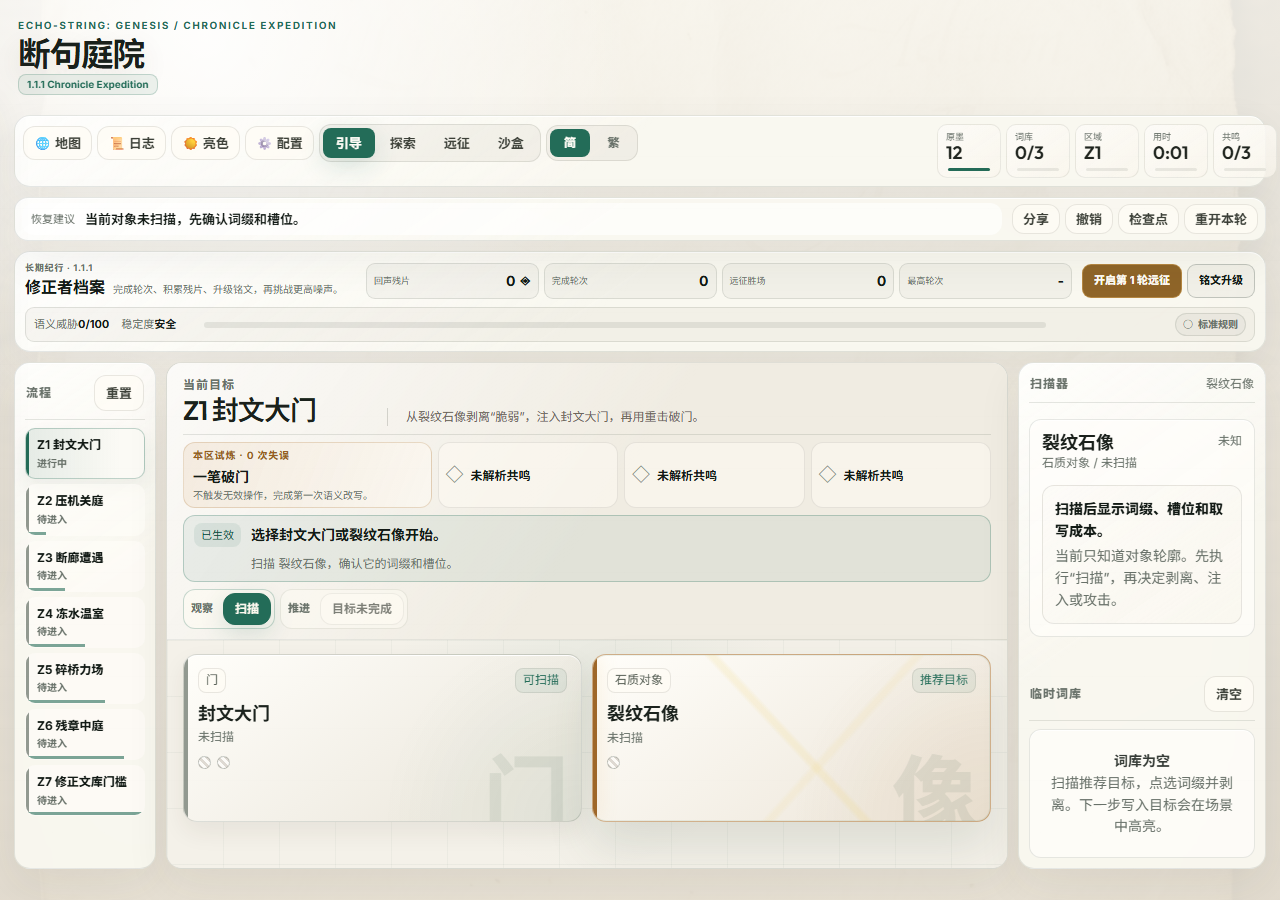 ECHO-STRING: GENESIS / CHRONICLE EXPEDITION
断句庭院
1.1.1 Chronicle Expedition
地图
日志
亮色
配置
引导
探索
远征
沙盒
简
繁
原墨
12
词库
0/3
区域
Z1
用时
0:01
共鸣
0/3
恢复建议
当前对象未扫描，先确认词缀和槽位。
分享
撤销
检查点
重开本轮
长期纪行 · 1.1.1
修正者档案
完成轮次、积累残片、升级铭文，再挑战更高噪声。
回声残片
0 ◈
完成轮次
0
远征胜场
0
最高轮次
-
开启第 1 轮远征
铭文升级
语义威胁0/100
稳定度安全
标准规则
流程
重置
Z1 封文大门
进行中
Z2 压机关庭
待进入
Z3 断廊遭遇
待进入
Z4 冻水温室
待进入
Z5 碎桥力场
待进入
Z6 残章中庭
待进入
Z7 修正文库门槛
待进入
当前目标
Z1 封文大门
从裂纹石像剥离“脆弱”，注入封文大门，再用重击破门。
本区试炼 · 0 次失误
一笔破门
不触发无效操作，完成第一次语义改写。
未解析共鸣
未解析共鸣
未解析共鸣
已生效
选择封文大门或裂纹石像开始。
扫描 裂纹石像，确认它的词缀和槽位。
观察
扫描
推进
目标未完成
门
可扫描
封文大门
未扫描
门
石质对象
推荐目标
裂纹石像
未扫描
像
扫描器
裂纹石像
裂纹石像
未知
石质对象 / 未扫描
扫描后显示词缀、槽位和取
写成本。
当前只知道对象轮廓。先执
行“扫描”，再决定剥离、注
入或攻击。
临时词库
清空
词库为空
扫描推荐目标，点选词缀并剥
离。下一步写入目标会在场景
中高亮。